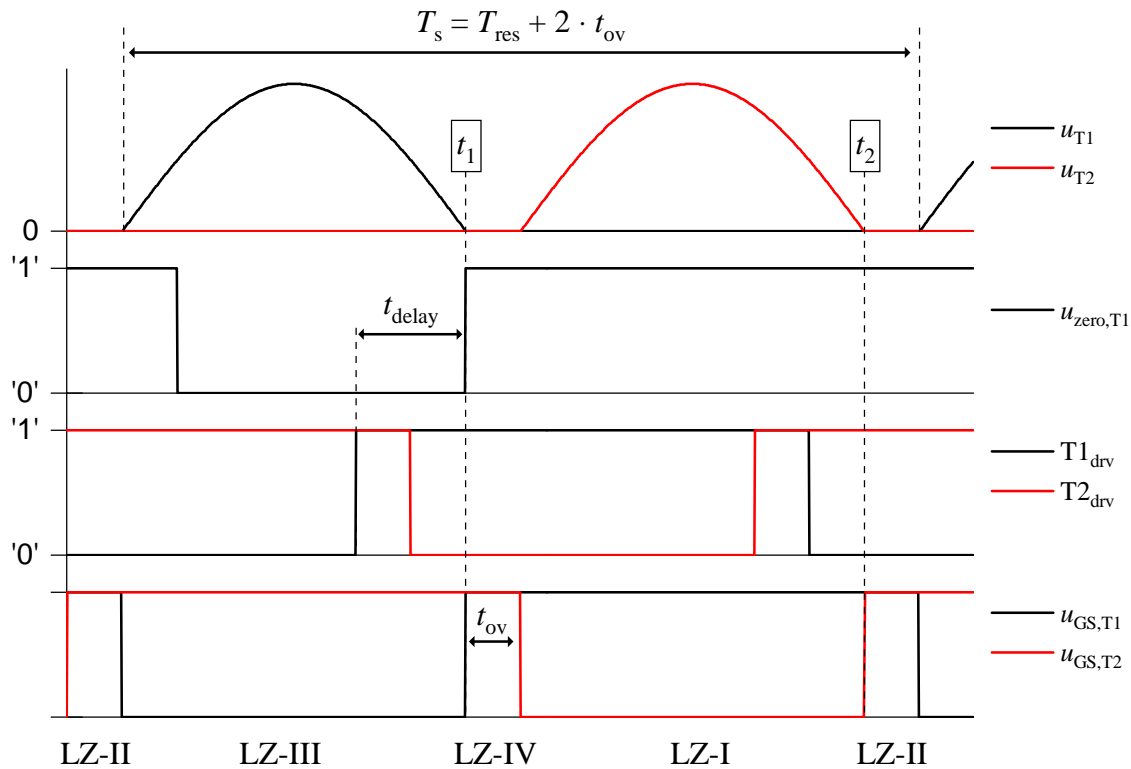 Ts = Tres + 2 · tov
t1
t2
uT1
uT2
0
'1'
tdelay
uzero,T1
'0'
'1'
T1drv
T2drv
'0'
tov
uGS,T1
uGS,T2
LZ-II LZ-III LZ-IV LZ-I LZ-II